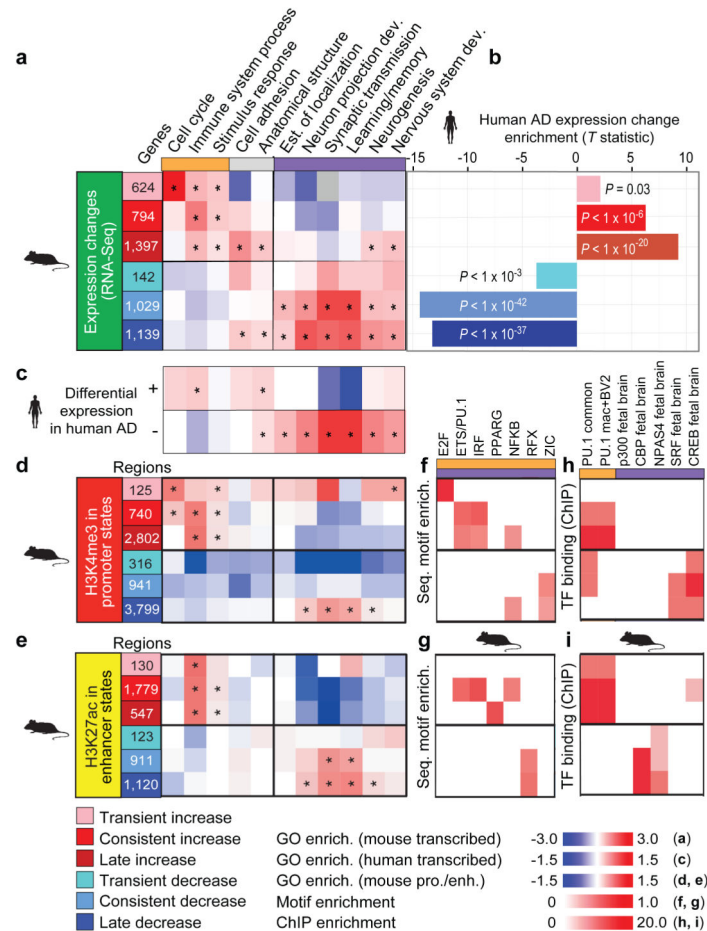 a
Genes
Cell cycle
Immune system process
Stimulus response
Cell adhesion
Anatomical structure
Est. of localization
Neuron projection dev.
Synaptic transmission
Learning/memory
Neurogenesis
Nervous system dev.
b
Human AD expression change
enrichment (T statistic)
-15 -10 -5 0 5 10
Expression changes
(RNA-Seq)
624
794
1,397
142
1,029
1,139
P = 0.03
P < 1 x 10-6
P < 1 x 10-20
P < 1 x 10-3
P < 1 x 10-42
P < 1 x 10-37
c
Differential
expression
in human AD
+
-
d
Regions
H3K4me3 in
promoter states
125
740
2,802
316
941
3,799
e
Regions
H3K27ac in
enhancer states
130
1,779
547
123
911
1,120
f
E2F
ETS/PU.1
IRF
PPARG
NFKB
RFX
ZIC
Seq. motif enrich.
g
Seq. motif enrich.
h
PU.1 common
PU.1 mac+BV2
p300 fetal brain
CBP fetal brain
NPAS4 fetal brain
SRF fetal brain
CREB fetal brain
TF binding (ChIP)
i
TF binding (ChIP)
Transient increase
Consistent increase
Late increase
Transient decrease
Consistent decrease
Late decrease
GO enrich. (mouse transcribed) -3.0 3.0 (a)
GO enrich. (human transcribed) -1.5 1.5 (c)
GO enrich. (mouse pro./enh.) -1.5 1.5 (d, e)
Motif enrichment 0 1.0 (f, g)
ChIP enrichment 0 20.0 (h, i)